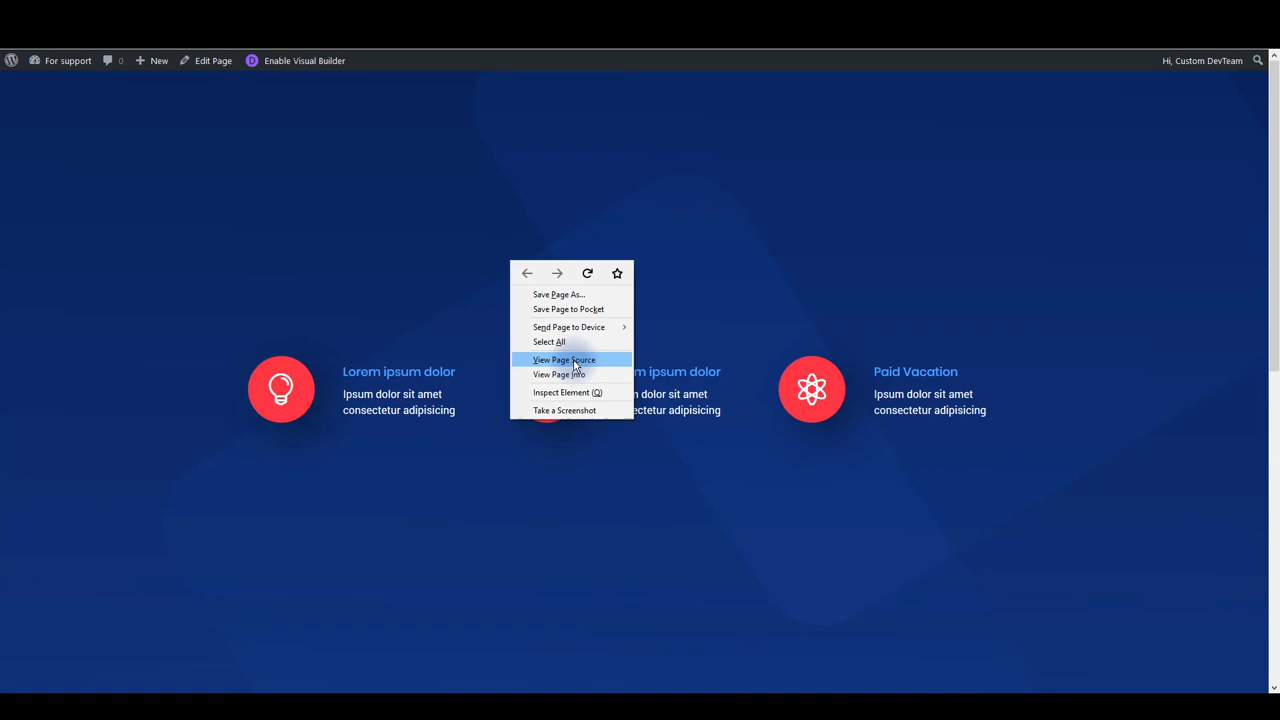 For support
0
New
Edit Page
D
Enable Visual Builder
Hi, Custom DevTeam
Save Page As...
Save Page to Pocket
Send Page to Device
Select All
View Page Source
View Page Info
Inspect Element (Q)
Take a Screenshot
Lorem ipsum dolor
Ipsum dolor sit amet
consectetur adipisicing
m ipsum dolor
m dolor sit amet
ectetur adipisicing
Paid Vacation
Ipsum dolor sit amet
consectetur adipisicing